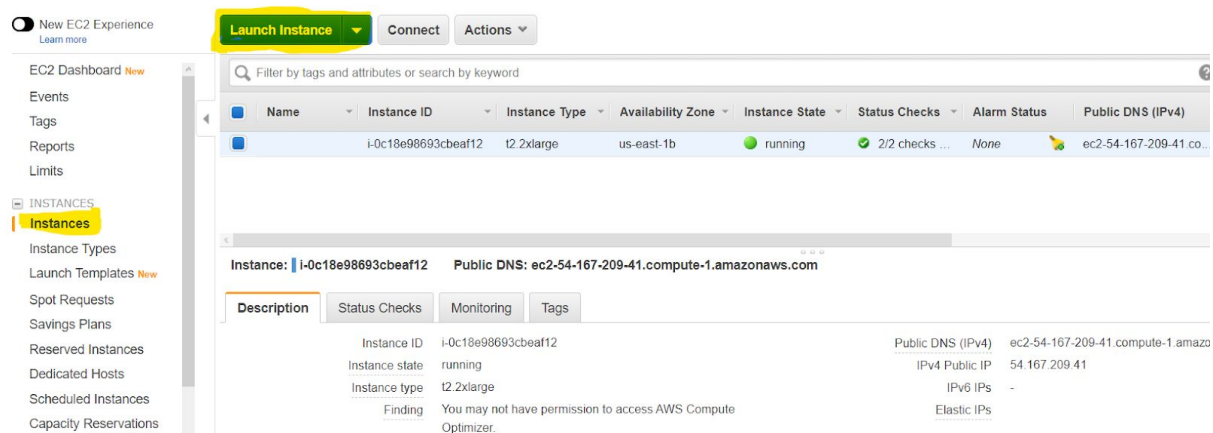 New EC2 Experience
Learn more
EC2 Dashboard New
Events
Tags
Reports
Limits
INSTANCES
Instances
Instance Types
Launch Templates New
Spot Requests
Savings Plans
Reserved Instances
Dedicated Hosts
Scheduled Instances
Capacity Reservations
Launch Instance Connect Actions
Filter by tags and attributes or search by keyword
Name Instance ID Instance Type Availability Zone Instance State Status Checks Alarm Status Public DNS (IPv4)
i-0c18e98693cbeaf12 t2.2xlarge us-east-1b running 2/2 checks ... None ec2-54-167-209-41.co...
Instance: i-0c18e98693cbeaf12 Public DNS: ec2-54-167-209-41.compute-1.amazonaws.com
Description Status Checks Monitoring Tags
Instance ID i-0c18e98693cbeaf12 Public DNS (IPv4) ec2-54-167-209-41.compute-1.amazo
Instance state running IPv4 Public IP 54.167.209.41
Instance type t2.2xlarge IPv6 IPs -
Finding You may not have permission to access AWS Compute Elastic IPs
Optimizer.